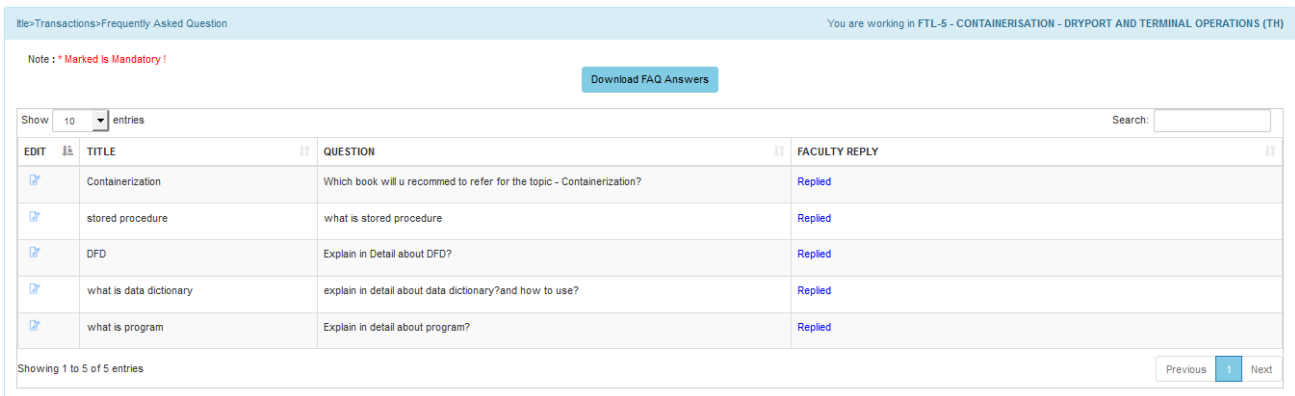 itle>Transactions>Frequently Asked Question
You are working in FTL-5 - CONTAINERISATION - DRYPORT AND TERMINAL OPERATIONS (TH)
Note : * Marked Is Mandatory !
Download FAQ Answers
Show 10 entries
Search:
EDIT TITLE QUESTION FACULTY REPLY
Containerization Which book will u recommed to refer for the topic - Containerization? Replied
stored procedure what is stored procedure Replied
DFD Explain in Detail about DFD? Replied
what is data dictionary explain in detail about data dictionary?and how to use? Replied
what is program Explain in detail about program? Replied
Showing 1 to 5 of 5 entries
Previous 1 Next